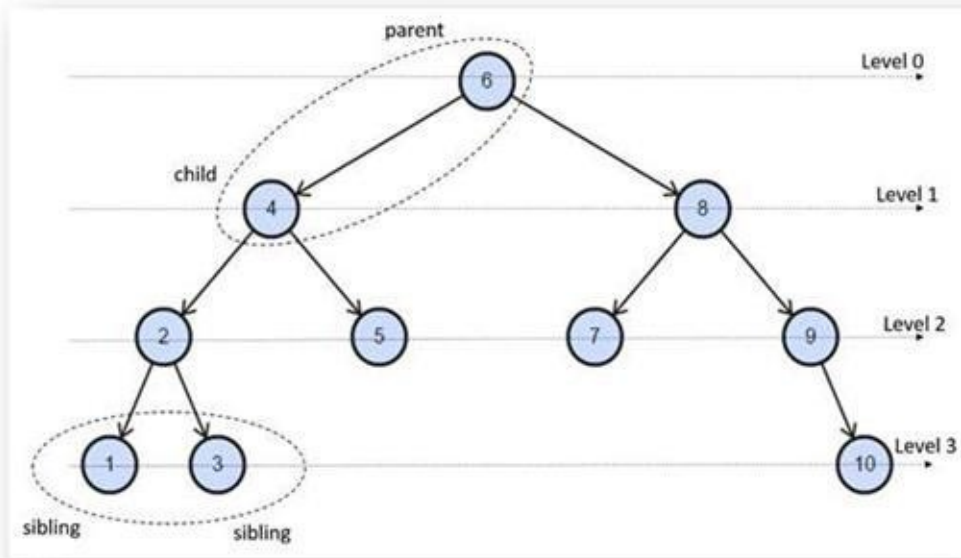 parent
6
Level 0
child
4
8
Level 1
2
5
7
9
Level 2
1
3
10
Level 3
sibling
sibling